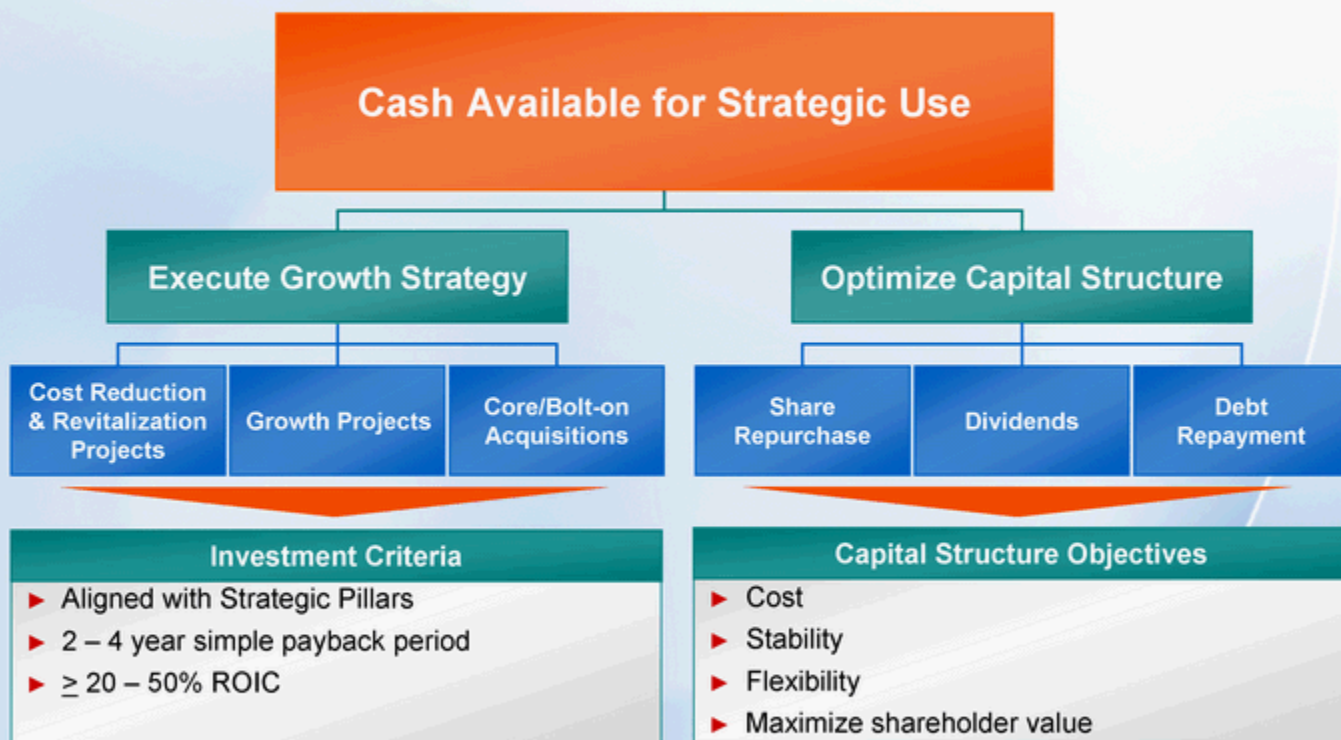 Cash Available for Strategic Use
Execute Growth Strategy
Optimize Capital Structure
Cost Reduction
& Revitalization
Projects
Growth Projects
Core/Bolt-on
Acquisitions
Share
Repurchase
Dividends
Debt
Repayment
Investment Criteria
► Aligned with Strategic Pillars
► 2 – 4 year simple payback period
► ≥ 20 – 50% ROIC
Capital Structure Objectives
► Cost
► Stability
► Flexibility
► Maximize shareholder value